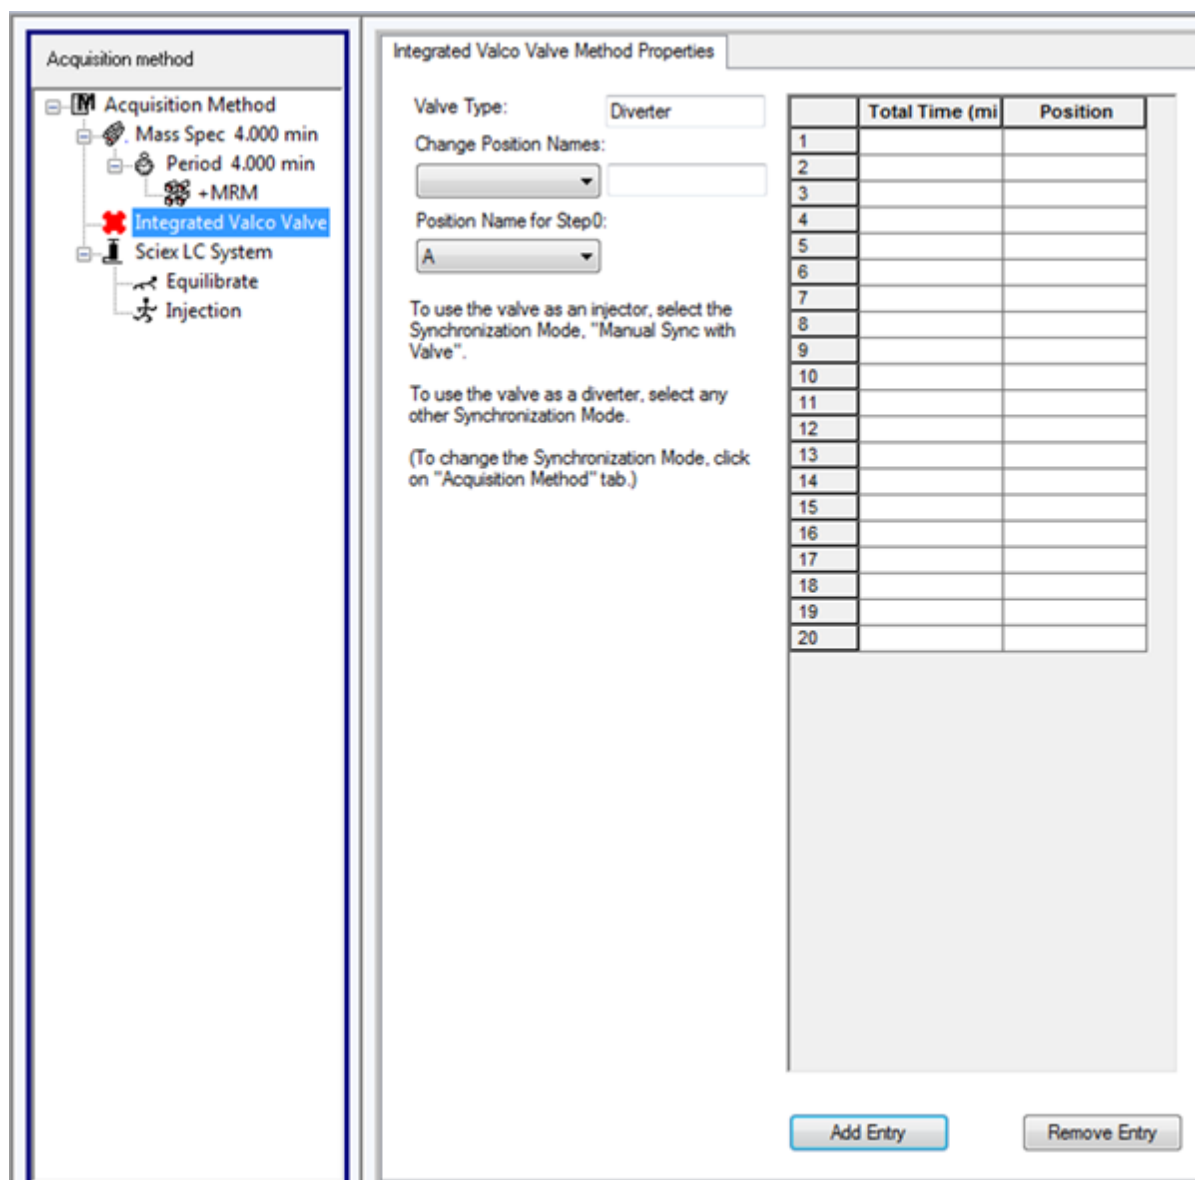 Acquisition method
Acquisition Method
Mass Spec 4.000 min
Period 4.000 min
+MRM
Integrated Valco Valve
Sciex LC System
Equilibrate
Injection
Integrated Valco Valve Method Properties
Valve Type:
Diverter
Change Position Names:
Position Name for Step0:
A
To use the valve as an injector, select the
Synchronization Mode, "Manual Sync with
Valve".
To use the valve as a diverter, select any
other Synchronization Mode.
(To change the Synchronization Mode, click
on "Acquisition Method" tab.)
Total Time (mi Position
1
2
3
4
5
6
7
8
9
10
11
12
13
14
15
16
17
18
19
20
Add Entry Remove Entry